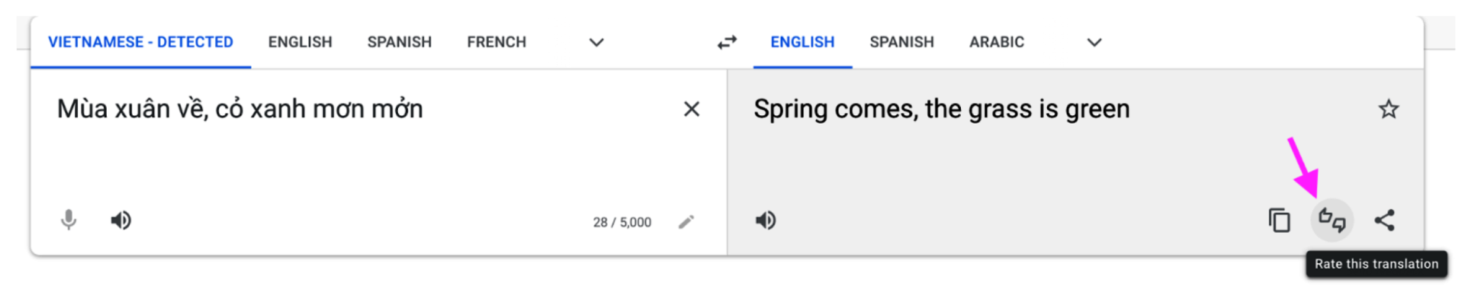 VIETNAMESE - DETECTED ENGLISH SPANISH FRENCH ENGLISH SPANISH ARABIC
Mùa xuân về, cỏ xanh mơn mởn
Spring comes, the grass is green
28 / 5,000
Rate this translation